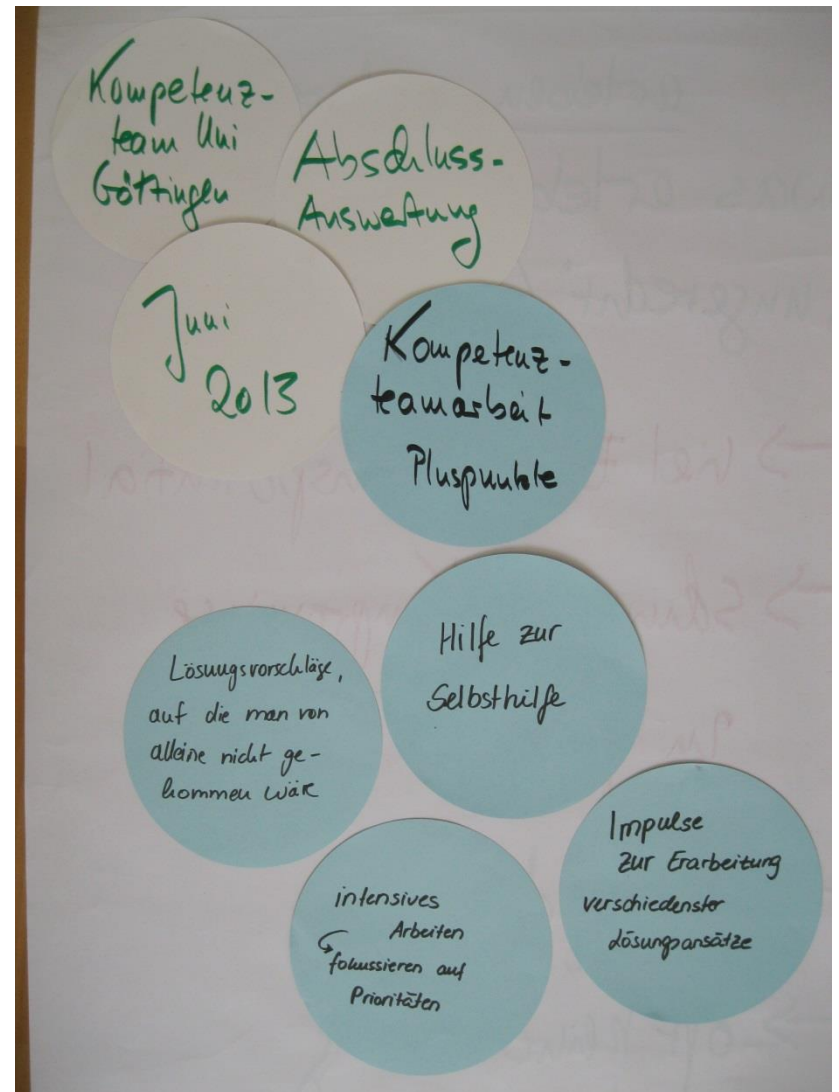 Kompetenz-
team Uni
Göttingen
Abschluss-
Auswertung
Juni
2013
Kompetenz-
teamarbeit
Pluspunkte
Hilfe zur
Selbsthilfe
Lösungsvorschläge,
auf die man von
alleine nicht ge-
kommen wär
Impulse
zur Erarbeitung
verschiedenster
Lösungsansätze
intensives
Arbeiten
↳ fokussieren auf
Prioritäten